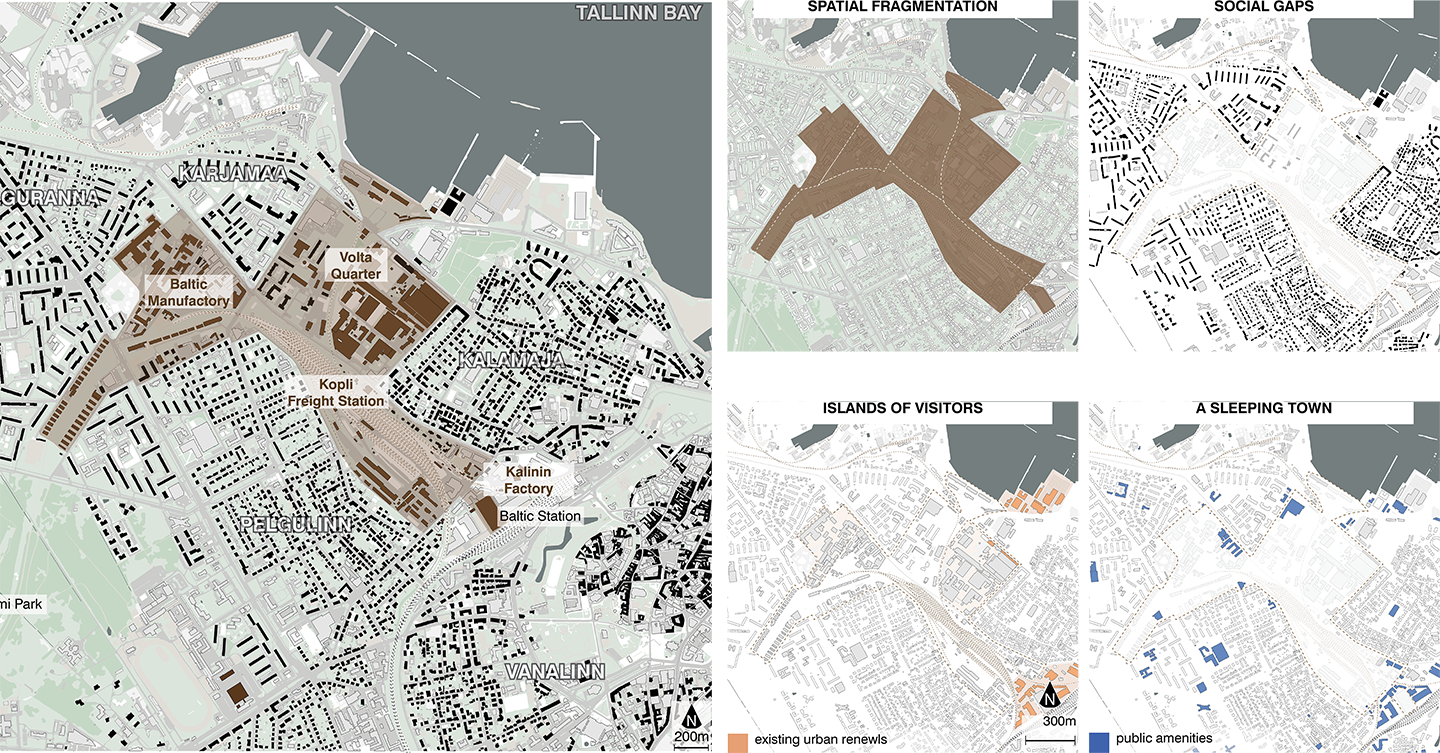 TALLINN BAY
KARJAMAA
GURANNA
Volta
Quarter
Baltic
Manufactory
KALAMAJA
Kopli
Freight Station
Kalinin
Factory
Baltic Station
PELGULINN
mi Park
VANALINN
N
200m
SPATIAL FRAGMENTATION
SOCIAL GAPS
ISLANDS OF VISITORS
N
300m
existing urban renewls
A SLEEPING TOWN
public amenities